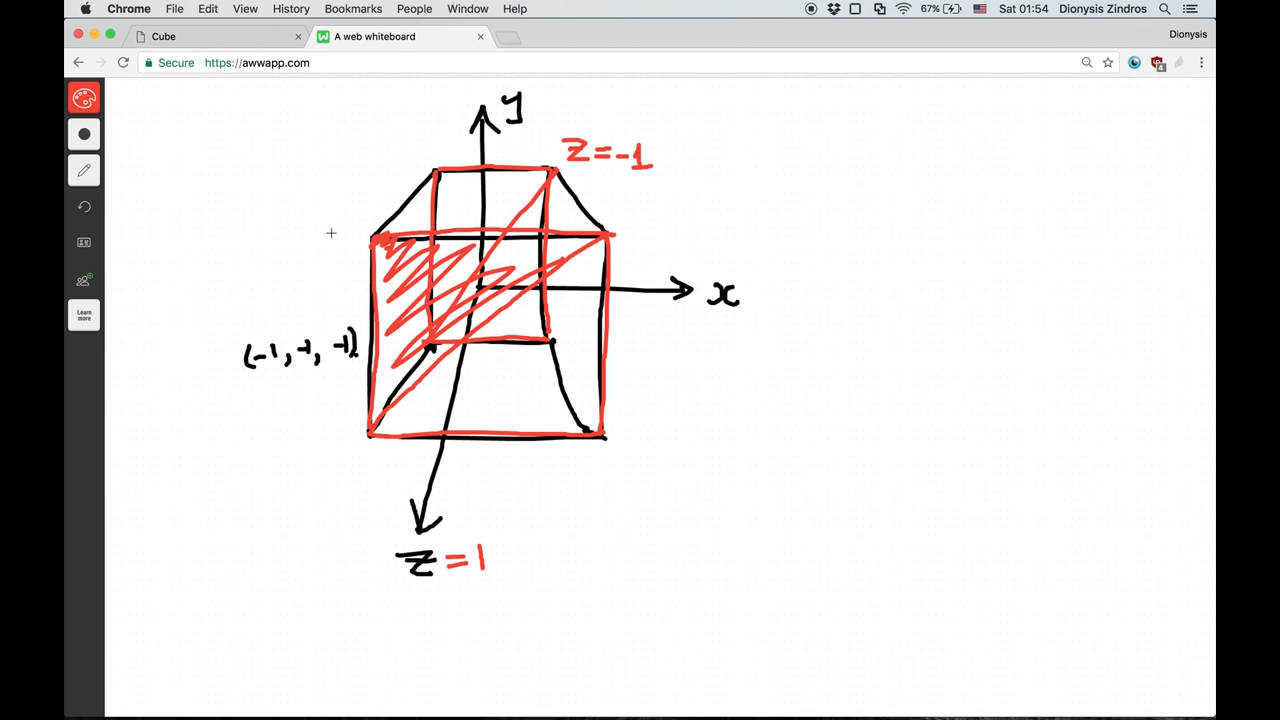 Chrome File Edit View History Bookmarks People Window Help 67% Sat 01:54 Dionysis Zindros
Cube × A web whiteboard × Dionysis
Secure https://awwapp.com
4
y
z=-1
x
(-1, -1, -1)
Learn more
z=1